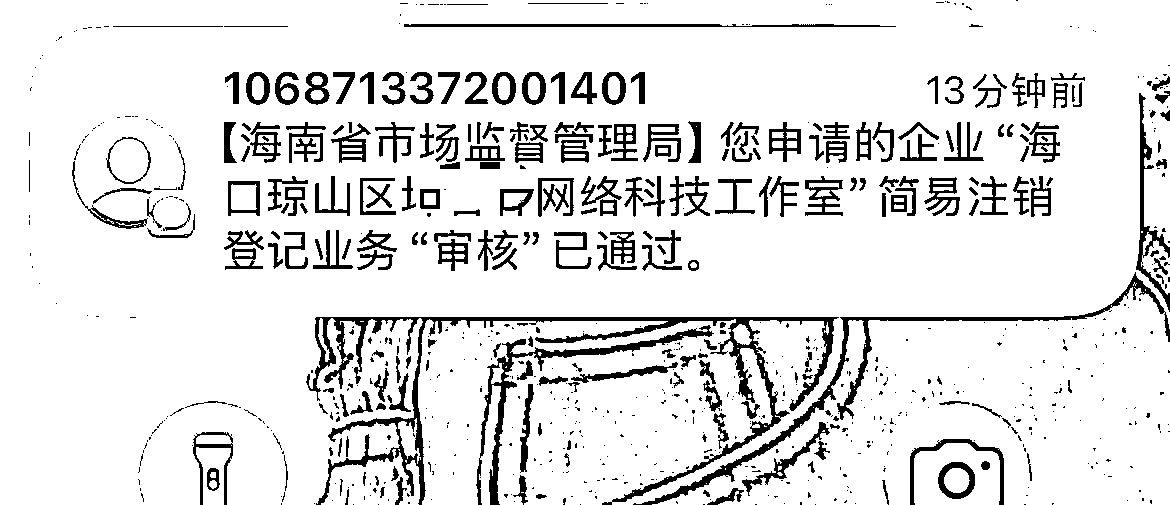 1068713372001401
13分钟前
【海南省市场监督管理局】您申请的企业“海
口琼山区 网络科技工作室”简易注销
登记业务“审核”已通过。